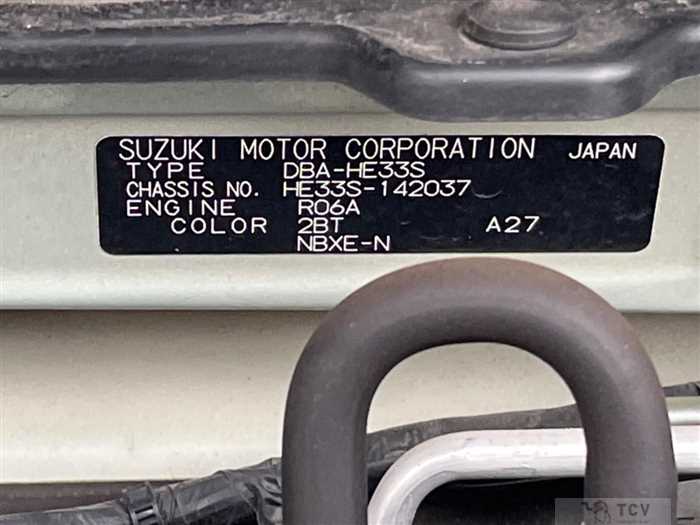 SUZUKI MOTOR CORPORATION JAPAN
TYPE DBA-HE33S
CHASSIS NO. HE33S-142037
ENGINE R06A
COLOR 2BT A27
NBXE-N
TCV